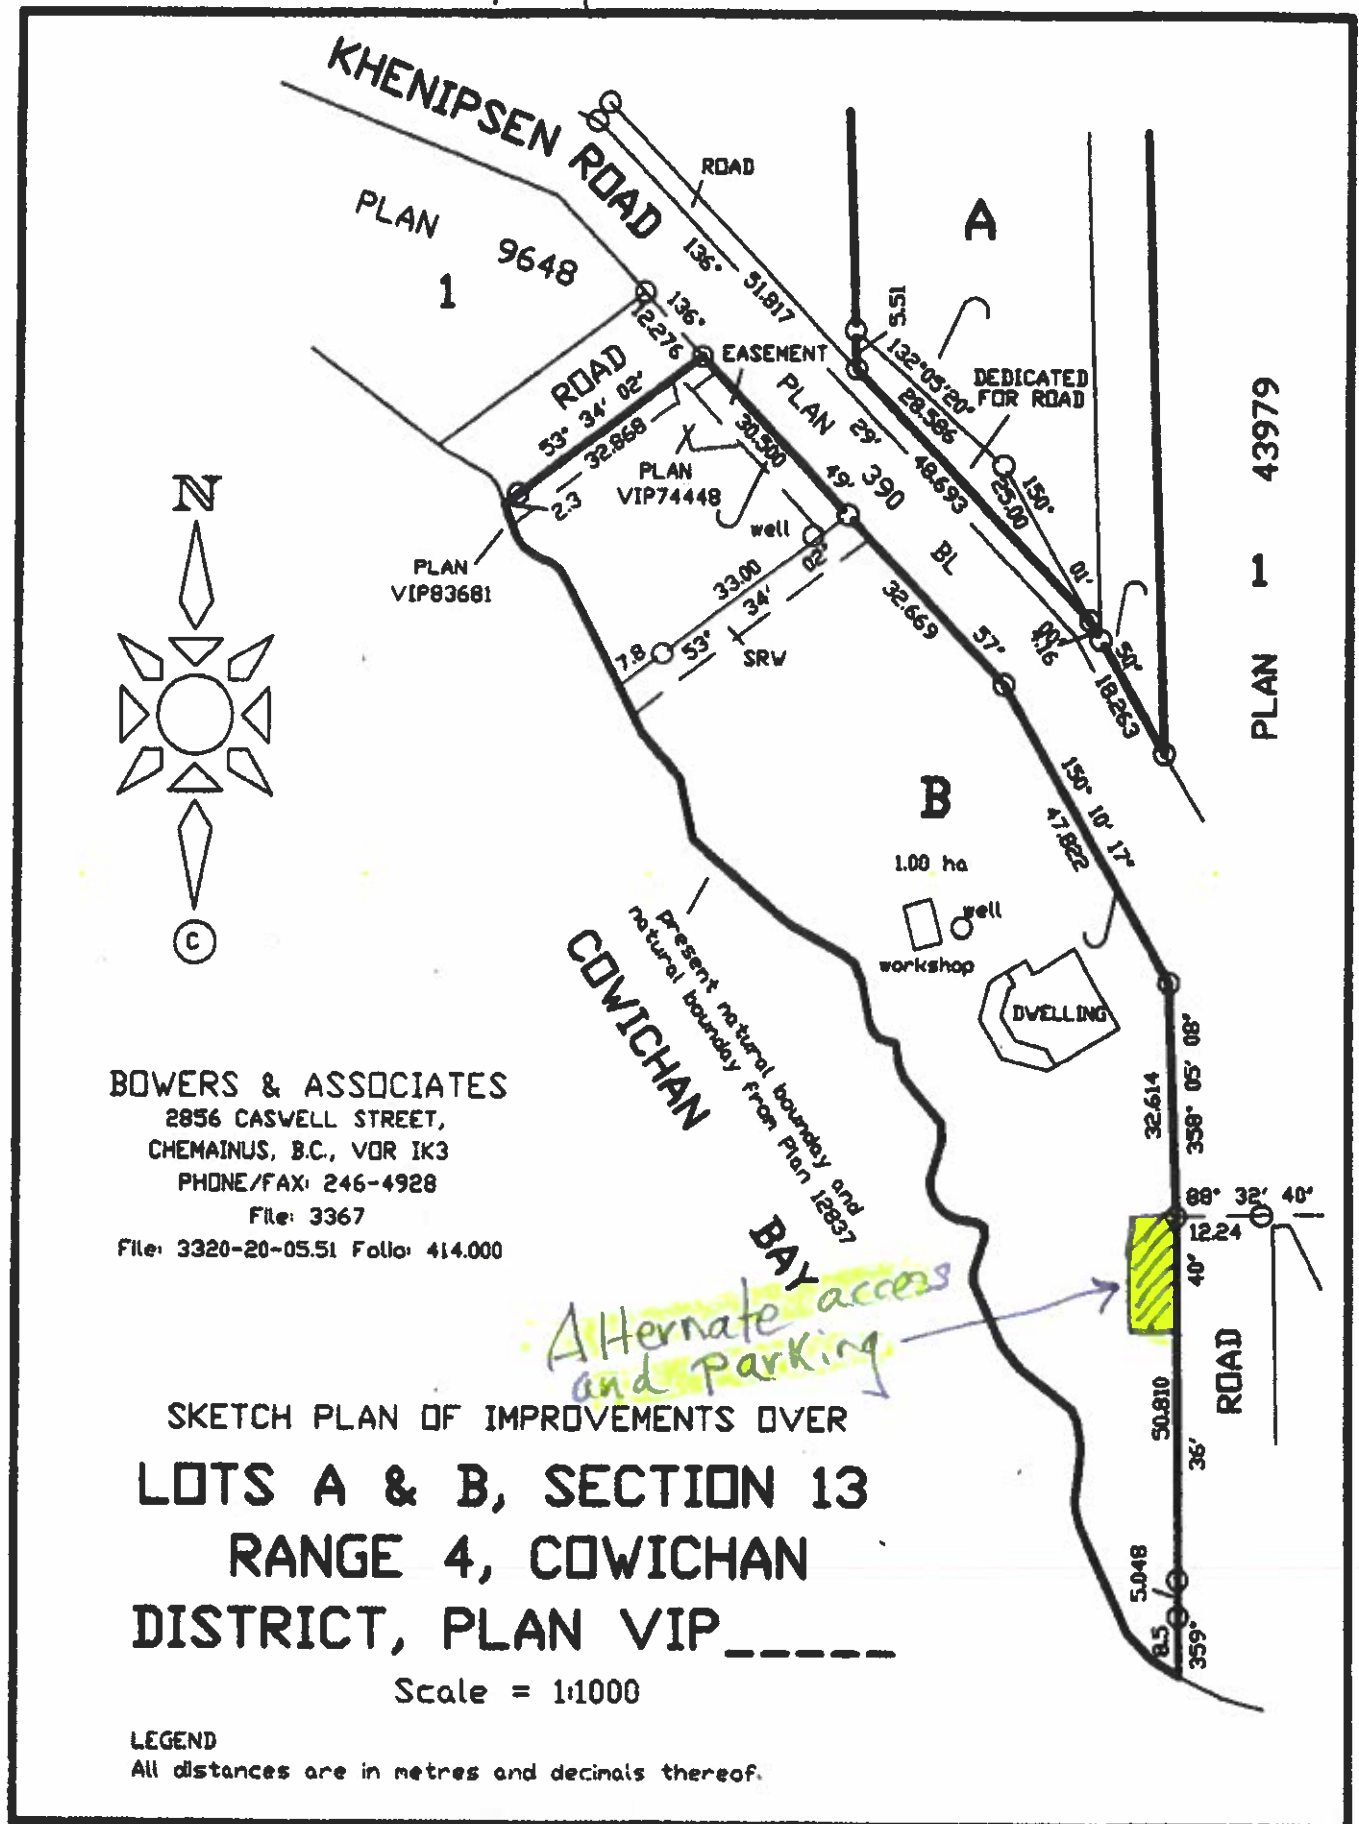 KHENIPSEN ROAD
ROAD
PLAN 9648
1
A
136°
51.817
5.51
132°05'20"
28.586
DEDICATED
FOR ROAD
136°
12.276
EASEMENT
ROAD
53° 34' 02"
32.868
2.3
PLAN
VIP74448
30.500
PLAN 390 BL
29'
48.693
49'
25.00
150°
01'
00"
4.16
50"
18.263
PLAN 1 43979
N
well
PLAN
VIP83681
33.00
02"
34'
53°
7.8
SRW
32.669
57"
B
1.00 ha
150° 10' 17"
47.822
well
workshop
DWELLING
present natural boundary and
natural bounday from Plan 12837
COWICHAN BAY
C
32.614
358° 05' 08"
88° 32' 40"
12.24
BOWERS & ASSOCIATES
2856 CASWELL STREET,
CHEMAINUS, B.C., VOR IK3
PHONE/FAX: 246-4928
File: 3367
File: 3320-20-05.51 Folio: 414.000
Alternate access
and parking
40"
ROAD
50.810
36'
5.048
8.5
359°
SKETCH PLAN OF IMPROVEMENTS OVER
LOTS A & B, SECTION 13
RANGE 4, COWICHAN
DISTRICT, PLAN VIP_____
Scale = 1:1000
LEGEND
All distances are in metres and decimals thereof.